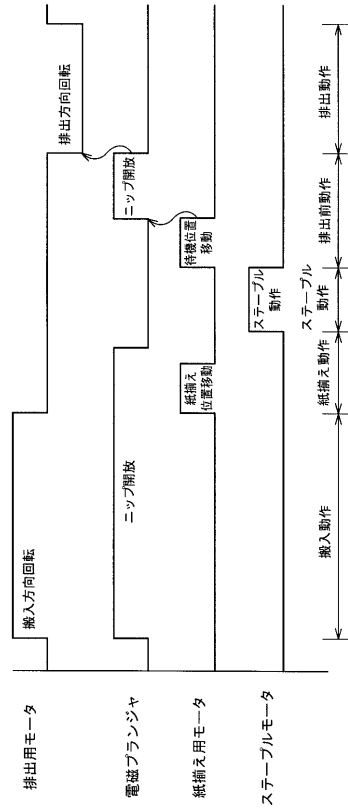 排出用モータ
搬入方向回転
排出方向回転
電磁プランジャ
ニップ開放
ニップ開放
紙揃え用モータ
紙揃え
位置移動
待機位置
移動
ステープルモータ
ステープル
動作
搬入動作
紙揃え動作
ステープル
動作
排出前動作
排出動作